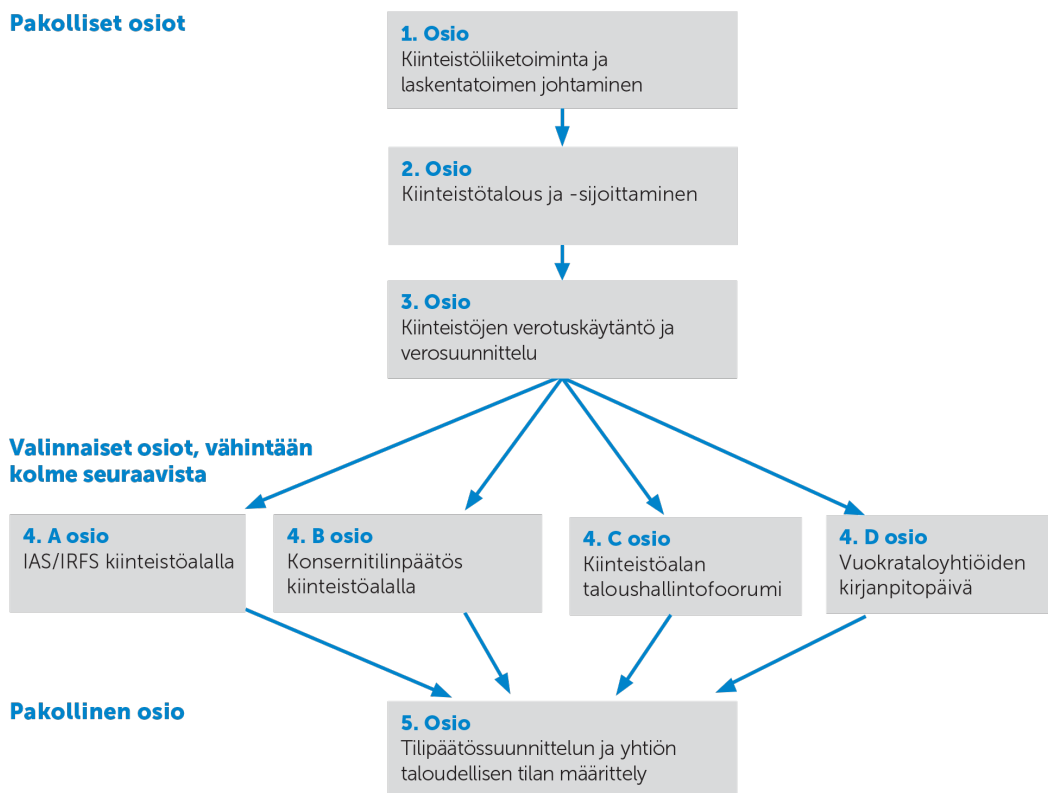 Pakolliset osiot
1. Osio
Kiinteistöliiketoiminta ja
laskentatoimen johtaminen
2. Osio
Kiinteistötalous ja -sijoittaminen
3. Osio
Kiinteistöjen verotuskäytäntö ja
verosuunnittelu
Valinnaiset osiot, vähintään
kolme seuraavista
4. A osio
IAS/IRFS kiinteistöalalla
4. B osio
Konsernitilinpäätös
kiinteistöalalla
4. C osio
Kiinteistöalan
taloushallintofoorumi
4. D osio
Vuokrataloyhtiöiden
kirjanpitopäivä
Pakollinen osio
5. Osio
Tilipäätössuunnittelun ja yhtiön
taloudellisen tilan määrittely